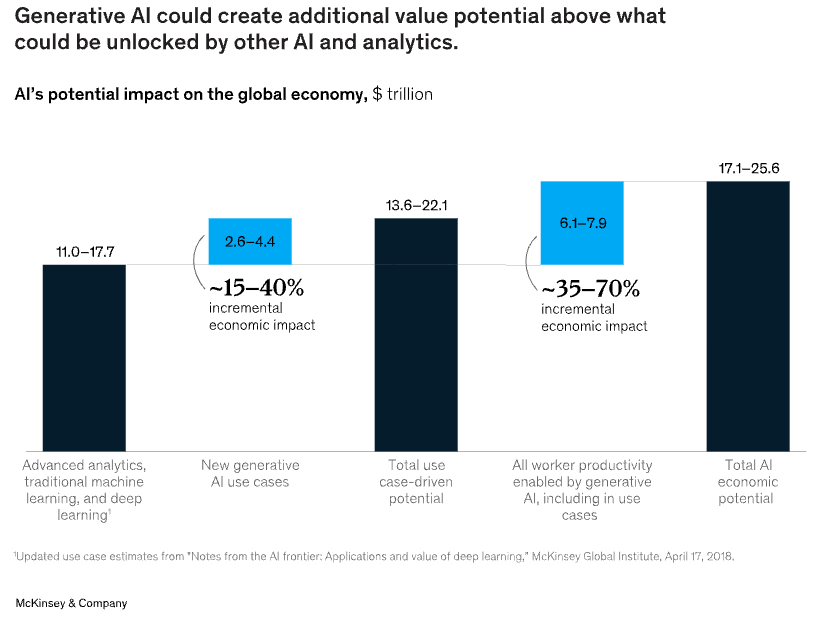 Generative AI could create additional value potential above what
could be unlocked by other AI and analytics.
AI's potential impact on the global economy, $ trillion
11.0–17.7
2.6–4.4
~15–40%
incremental
economic impact
13.6–22.1
6.1–7.9
~35–70%
incremental
economic impact
17.1–25.6
Advanced analytics,
traditional machine
learning, and deep
learning¹
New generative
AI use cases
Total use
case-driven
potential
All worker productivity
enabled by generative
AI, including in use
cases
Total AI
economic
potential
¹Updated use case estimates from "Notes from the AI frontier: Applications and value of deep learning," McKinsey Global Institute, April 17, 2018.
McKinsey & Company